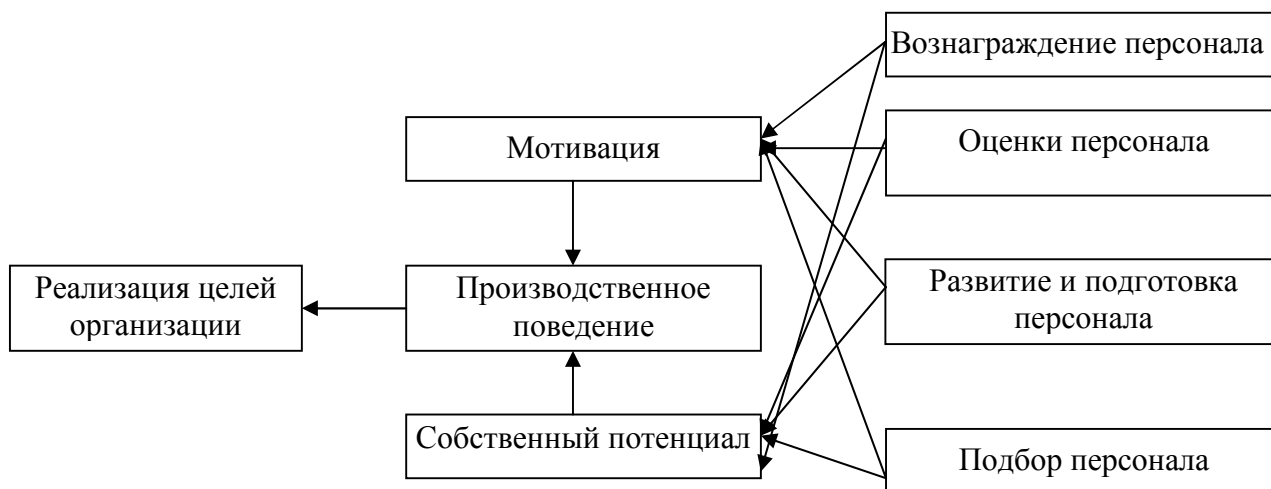 Вознаграждение персонала
Мотивация
Оценки персонала
Реализация целей
организации
Производственное
поведение
Развитие и подготовка
персонала
Собственный потенциал
Подбор персонала